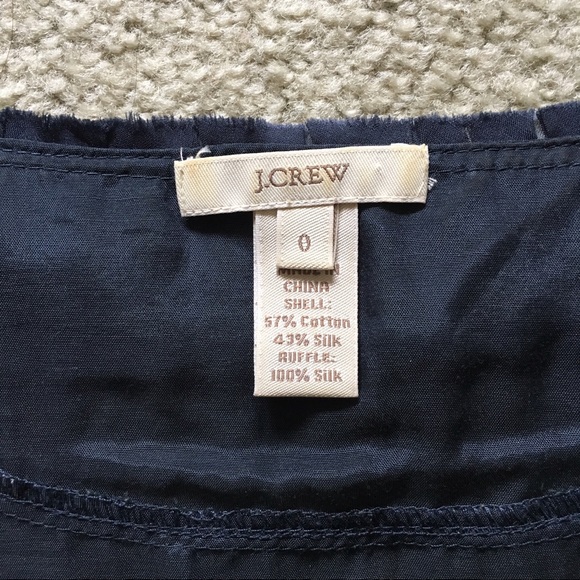 J.CREW
0
MADE IN
CHINA
SHELL:
57% Cotton
43% Silk
RUFFLE:
100% Silk